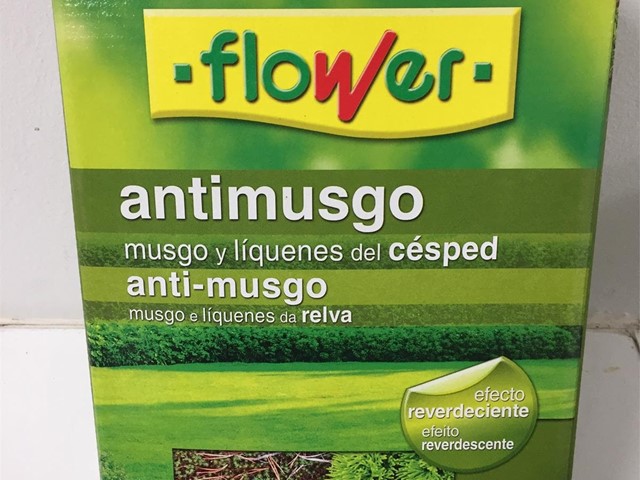 flower
antimusgo
musgo y líquenes del césped
anti-musgo
musgo e líquenes da relva
efecto
reverdeciente
efeito
reverdescente